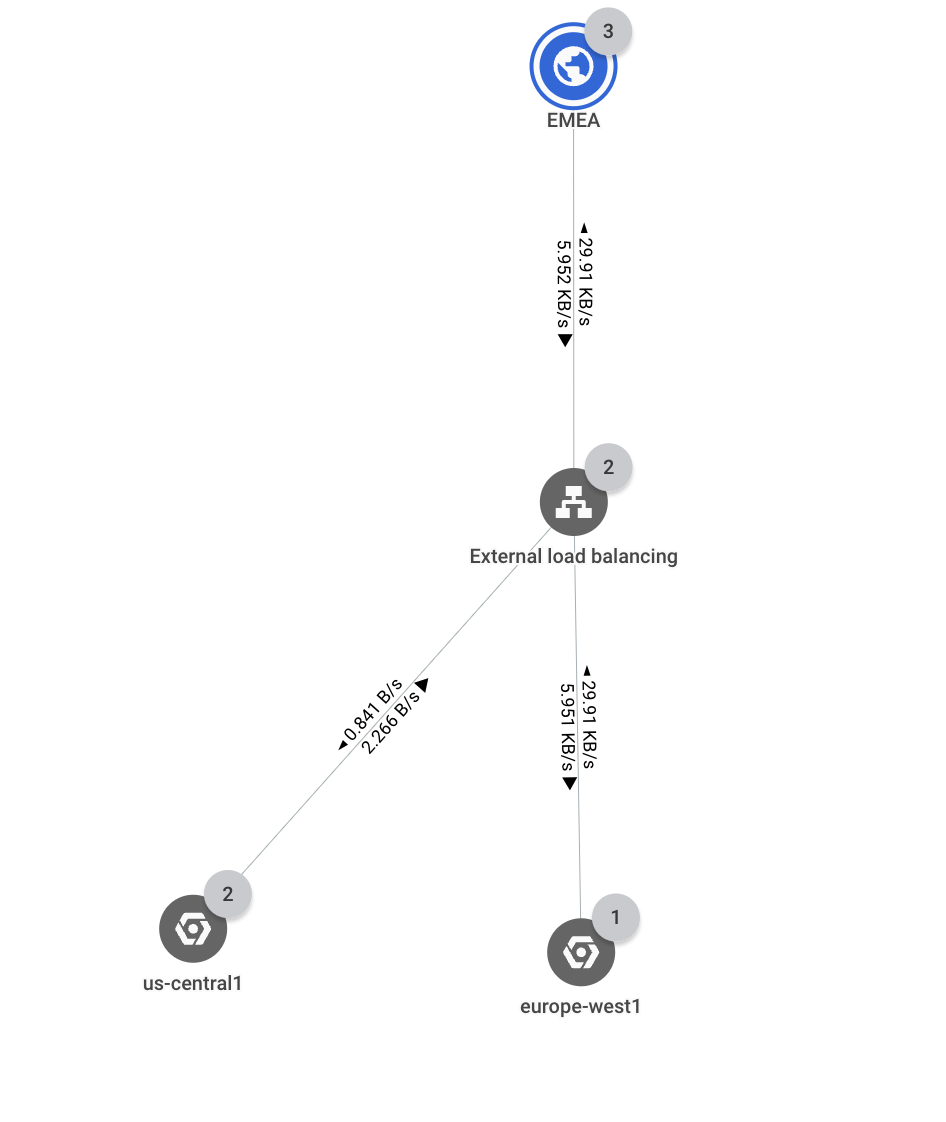 3
EMEA
29.91 KB/s
5.952 KB/s
2
External load balancing
29.91 KB/s
5.951 KB/s
0.841 B/s
2.266 B/s
2
us-central1
1
europe-west1